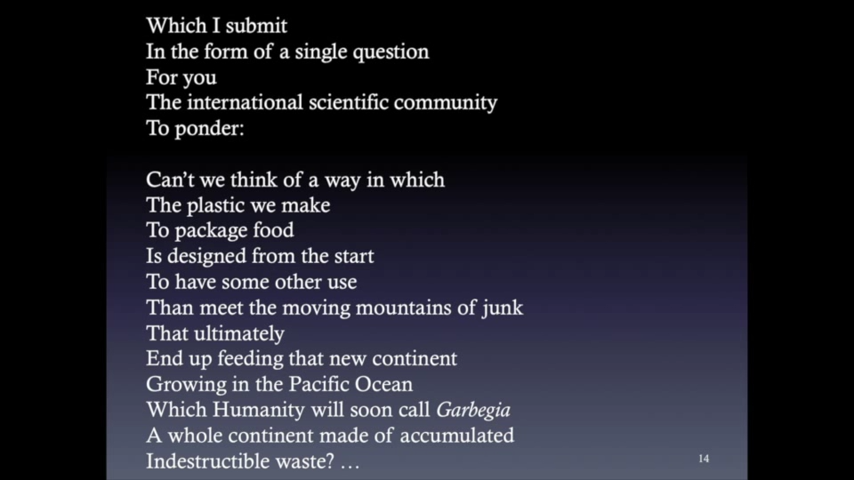 Which I submit
In the form of a single question
For you
The international scientific community
To ponder:
Can’t we think of a way in which
The plastic we make
To package food
Is designed from the start
To have some other use
Than meet the moving mountains of junk
That ultimately
End up feeding that new continent
Growing in the Pacific Ocean
Which Humanity will soon call Garbegia
A whole continent made of accumulated
Indestructible waste? …
14